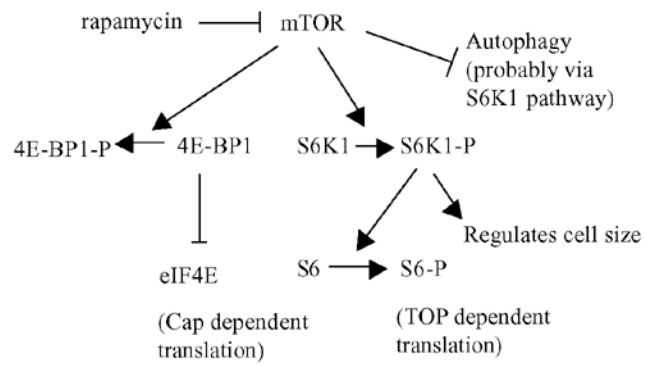 rapamycin
mTOR
Autophagy
(probably via
S6K1 pathway)
4E-BP1-P
4E-BP1
S6K1
S6K1-P
Regulates cell size
eIF4E
S6
S6-P
(Cap dependent
translation)
(TOP dependent
translation)